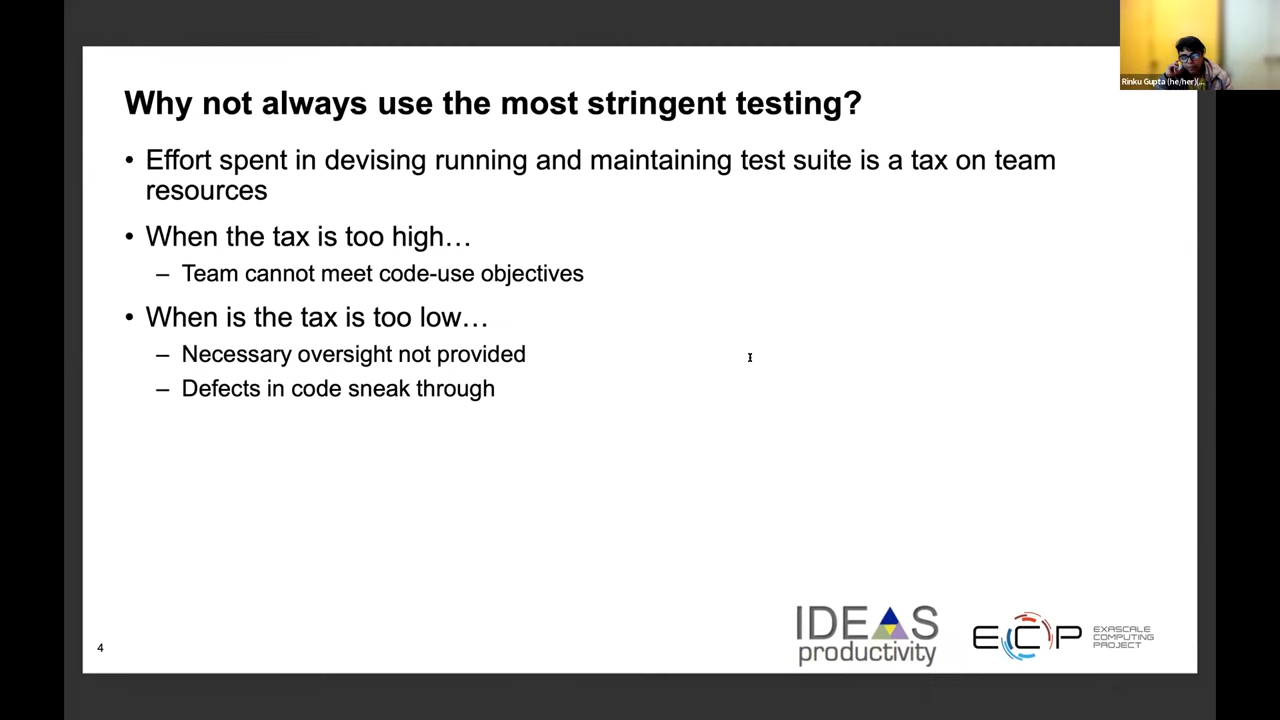 Why not always use the most stringent testing?
• Effort spent in devising running and maintaining test suite is a tax on team
resources
• When the tax is too high…
– Team cannot meet code-use objectives
• When is the tax is too low…
– Necessary oversight not provided
– Defects in code sneak through
4
IDEAS
productivity
ECP
EXASCALE
COMPUTING
PROJECT
Rinku Gupta (he/her)(...